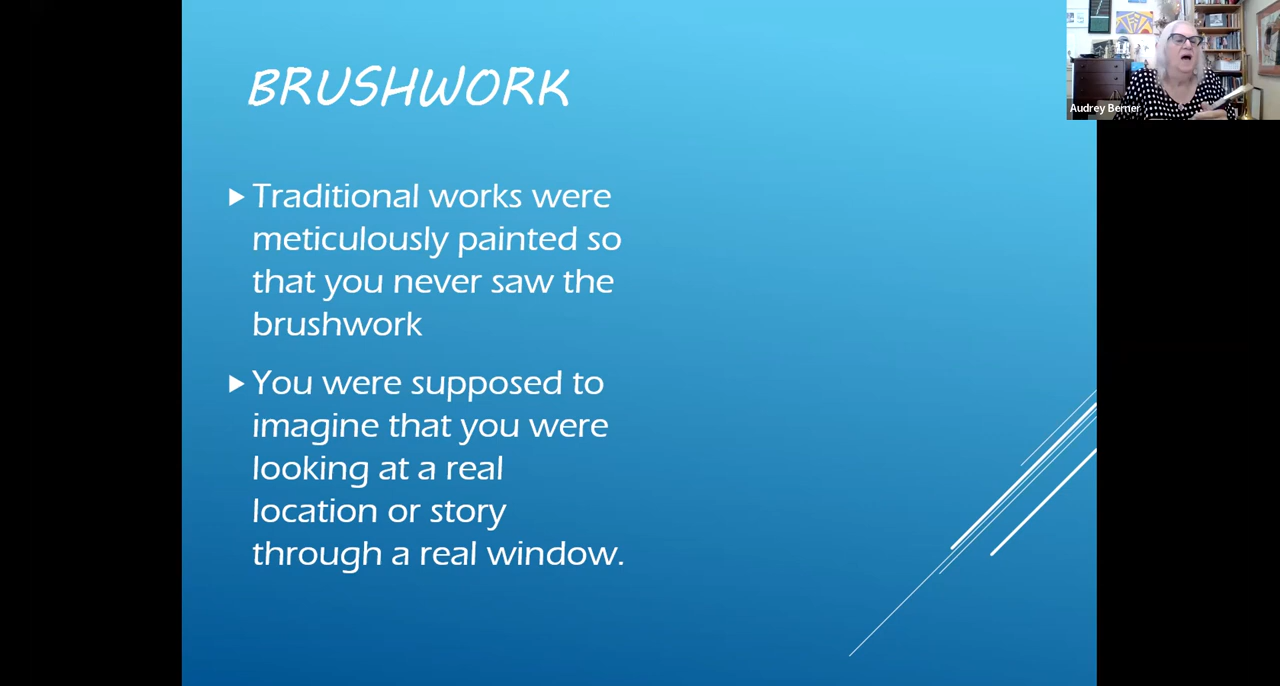 BRUSHWORK
Traditional works were
meticulously painted so
that you never saw the
brushwork
You were supposed to
imagine that you were
looking at a real
location or story
through a real window.
Audrey Berner